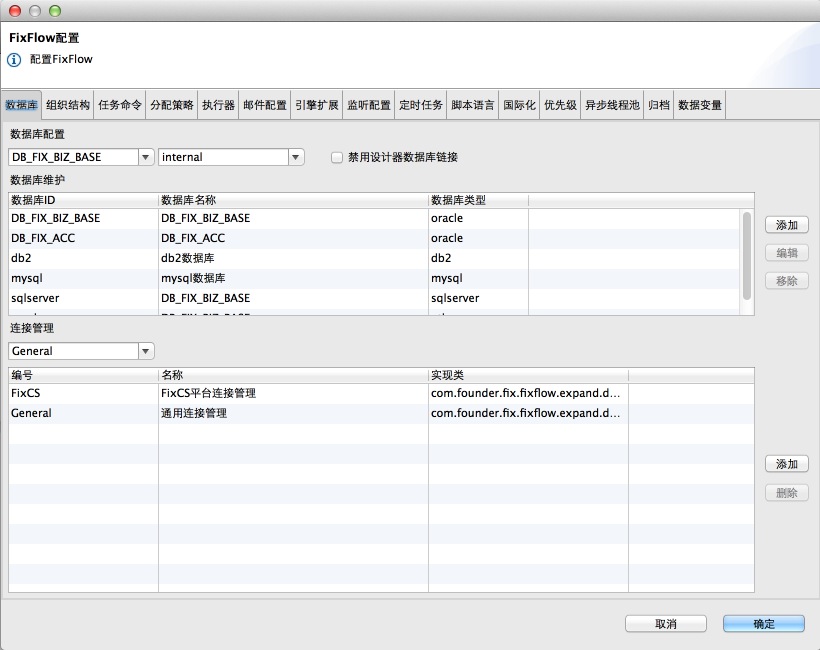 FixFlow配置
配置FixFlow
数据库 组织结构 任务命令 分配策略 执行器 邮件配置 引擎扩展 监听配置 定时任务 脚本语言 国际化 优先级 异步线程池 归档 数据变量
数据库配置
DB_FIX_BIZ_BASE internal 禁用设计器数据库链接
数据库维护
数据库ID 数据库名称 数据库类型
DB_FIX_BIZ_BASE DB_FIX_BIZ_BASE oracle
添加
DB_FIX_ACC DB_FIX_ACC oracle
编辑
db2 db2数据库 db2
mysql mysql数据库 mysql
移除
sqlserver DB_FIX_BIZ_BASE sqlserver
连接管理
General
编号 名称 实现类
FixCS FixCS平台连接管理 com.founder.fix.fixflow.expand.d...
General 通用连接管理 com.founder.fix.fixflow.expand.d...
添加
删除
取消 确定